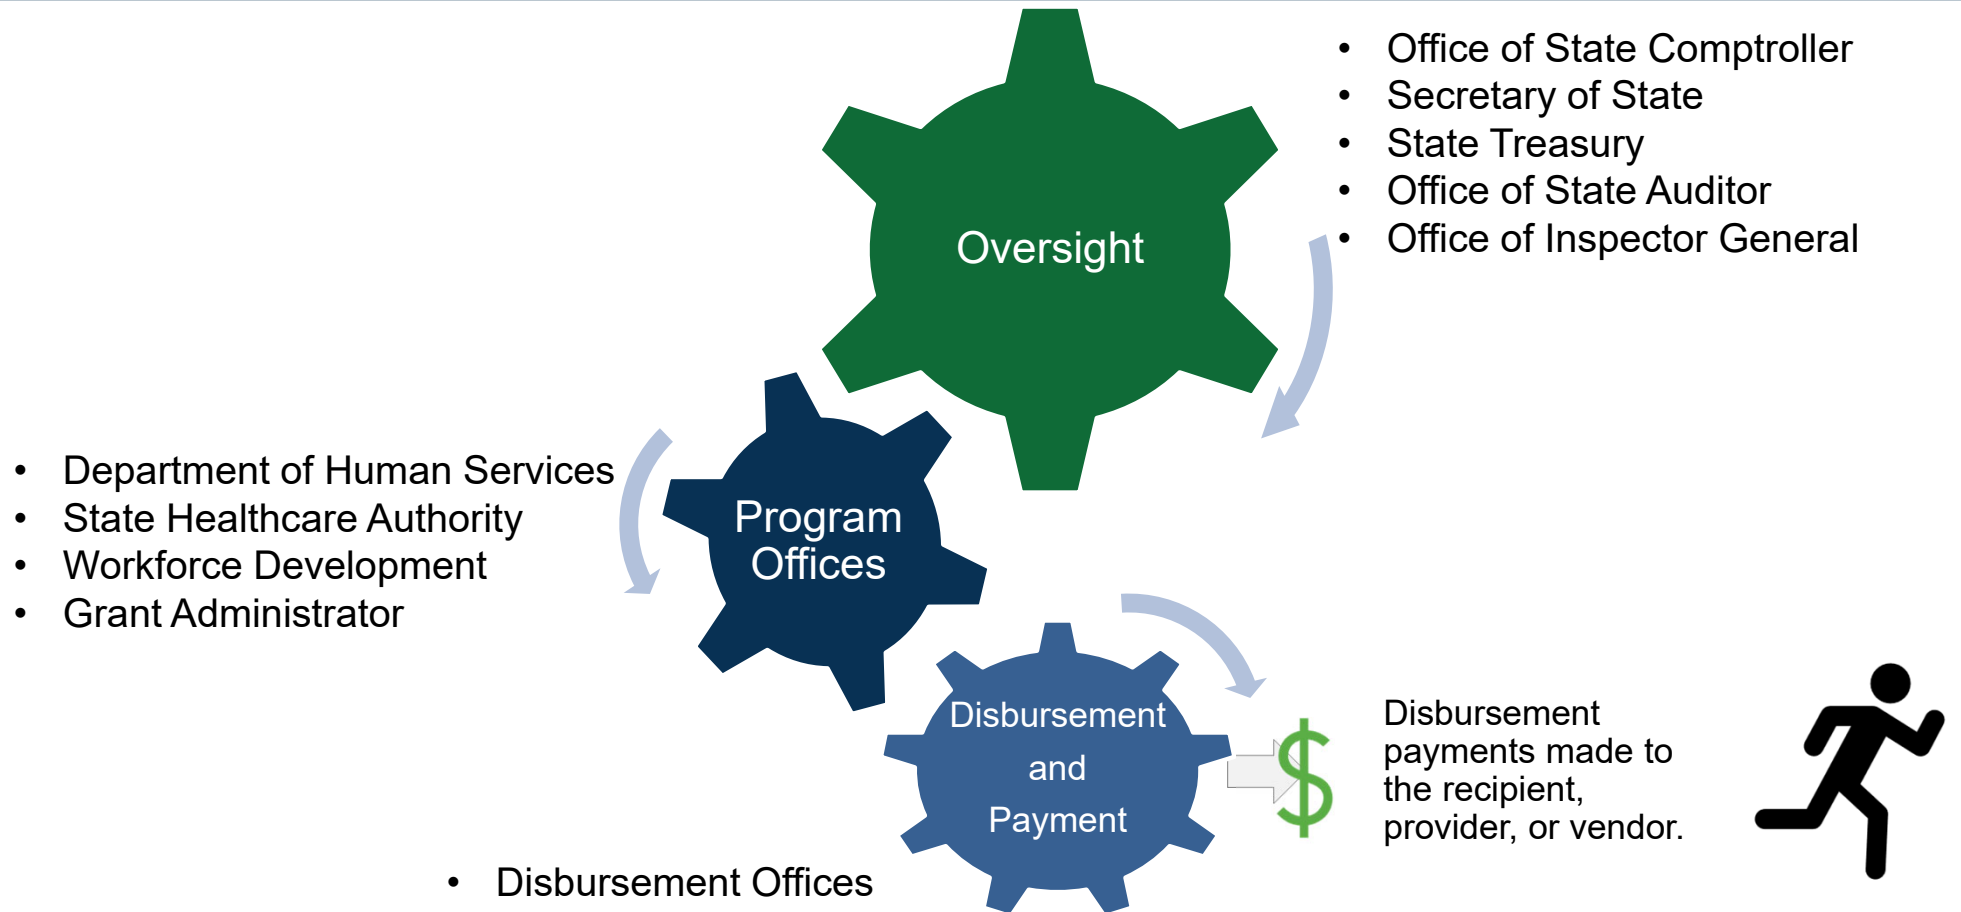 • Office of State Comptroller
• Secretary of State
• State Treasury
• Office of State Auditor
• Office of Inspector General
Oversight
• Department of Human Services
• State Healthcare Authority
• Workforce Development
• Grant Administrator
Program
Offices
Disbursement
and
Payment
$
Disbursement
payments made to
the recipient,
provider, or vendor.
• Disbursement Offices